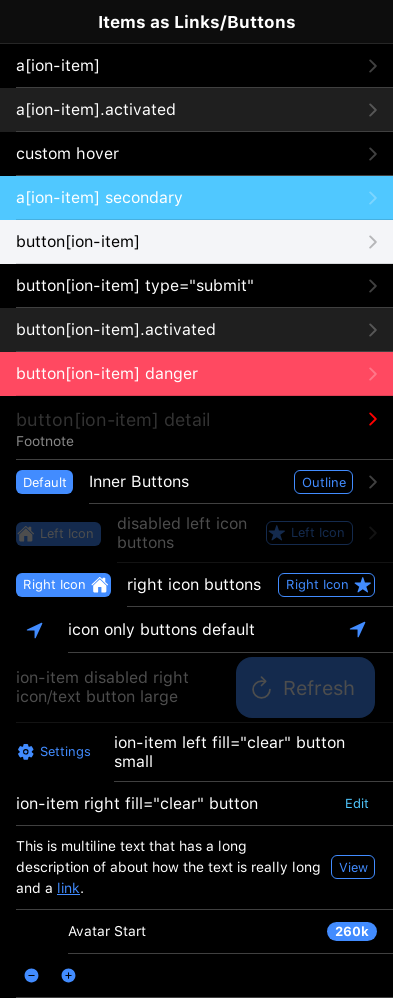 Items as Links/Buttons
a[ion-item]
a[ion-item].activated
custom hover
a[ion-item] secondary
button[ion-item]
button[ion-item] type="submit"
button[ion-item].activated
button[ion-item] danger
button[ion-item] detail
Footnote
Default Inner Buttons Outline
Left Icon disabled left icon buttons Left Icon
Right Icon right icon buttons Right Icon
icon only buttons default
ion-item disabled right
icon/text button large
Refresh
Settings
ion-item left fill="clear" button
small
ion-item right fill="clear" button Edit
This is multiline text that has a long
description of about how the text is really long
and a link.
View
Avatar Start 260k